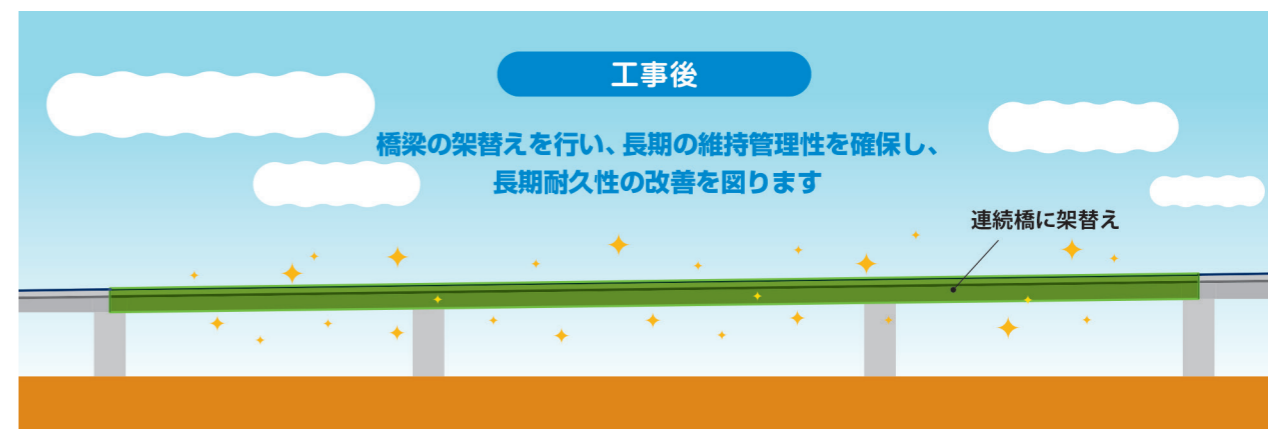 工事後
橋梁の架替えを行い、長期の維持管理性を確保し、
長期耐久性の改善を図ります
連続橋に架替え